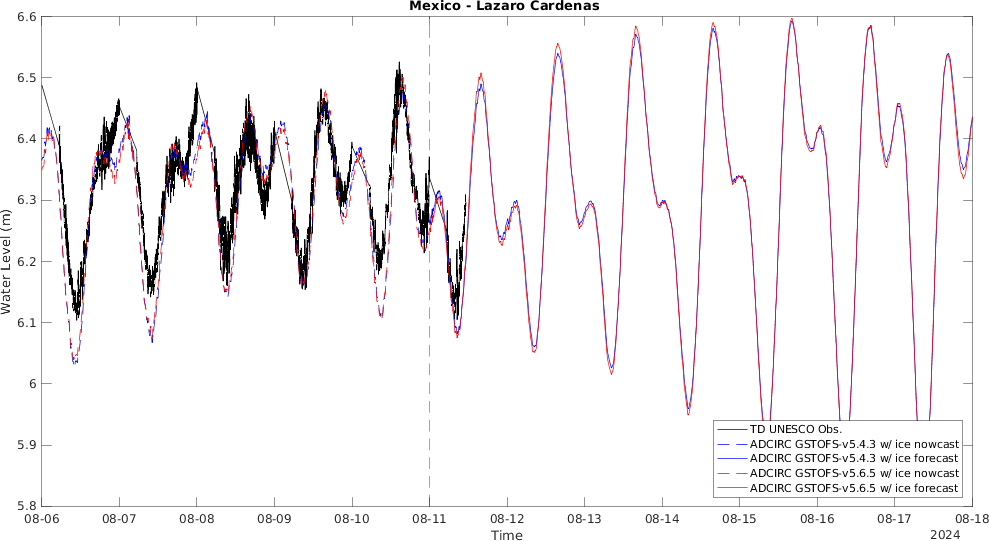 Mexico - Lazaro Cardenas
6.6
6.5
6.4
6.3
6.2
6.1
6
5.9
5.8
Water Level (m)
08-06 08-07 08-08 08-09 08-10 08-11 08-12 08-13 08-14 08-15 08-16 08-17 08-18
Time
2024
TD UNESCO Obs.
ADCIRC GSTOFS-v5.4.3 w/ ice nowcast
ADCIRC GSTOFS-v5.4.3 w/ ice forecast
ADCIRC GSTOFS-v5.6.5 w/ ice nowcast
ADCIRC GSTOFS-v5.6.5 w/ ice forecast